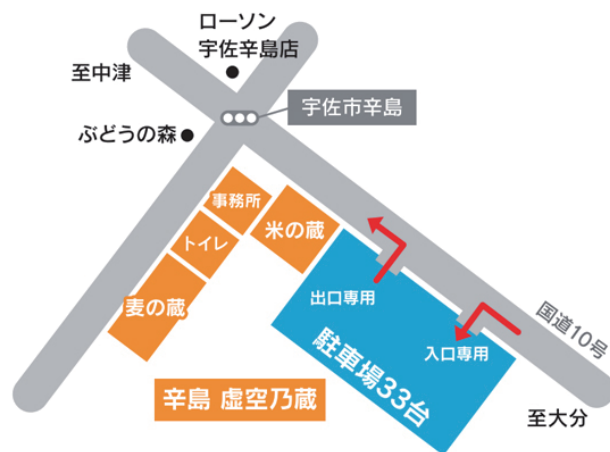 ローソン
宇佐辛島店
至中津
宇佐市辛島
ぶどうの森
事務所
米の蔵
トイレ
麦の蔵
出口専用
国道10号
入口専用
駐車場33台
辛島 虚空乃蔵
至大分